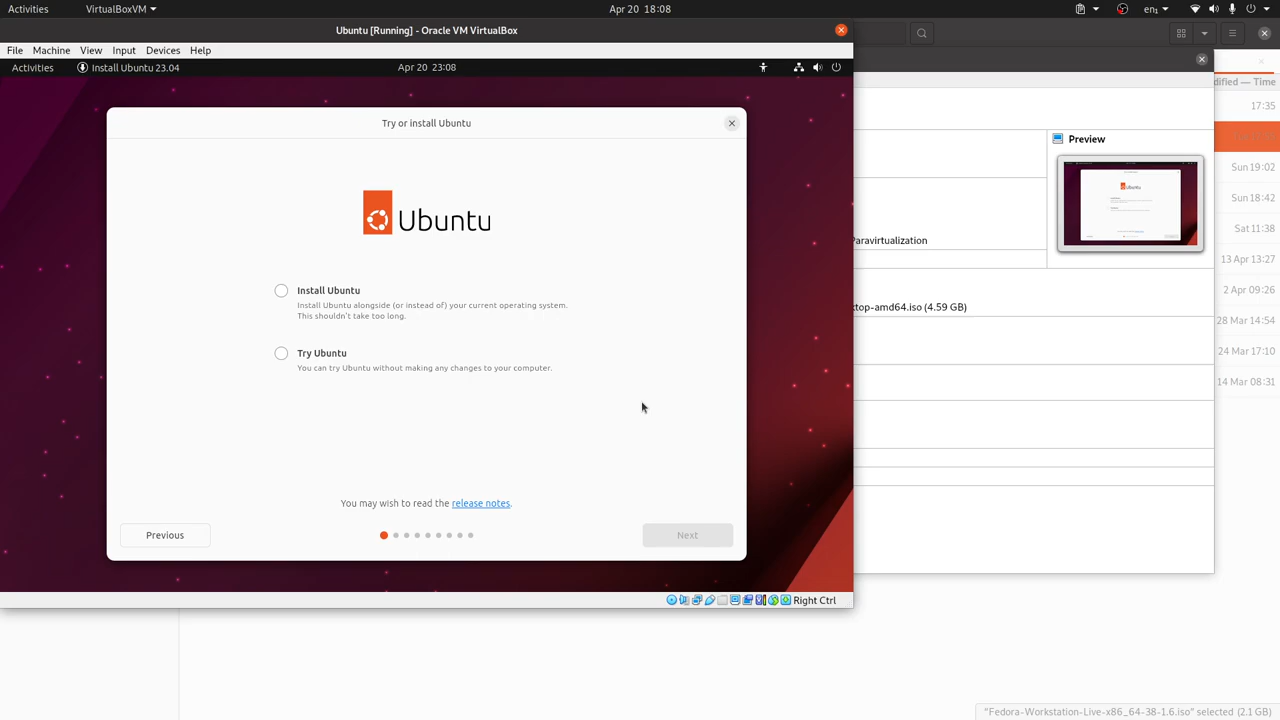 Activities VirtualBoxVM Apr 20 18:08 en₁
Ubuntu [Running] - Oracle VM VirtualBox
File Machine View Input Devices Help
Activities Install Ubuntu 23.04 Apr 20 23:08
Try or install Ubuntu
Ubuntu
Install Ubuntu
Install Ubuntu alongside (or instead of) your current operating system.
This shouldn't take too long.
Try Ubuntu
You can try Ubuntu without making any changes to your computer.
You may wish to read the release notes.
Previous
Next
Right Ctrl
Preview
Paravirtualization
ktop-amd64.iso (4.59 GB)
dified — Time
17:35
Sun 19:02
Sun 18:42
Sat 11:38
13 Apr 13:27
2 Apr 09:26
28 Mar 14:54
24 Mar 17:10
14 Mar 08:31
"Fedora-Workstation-Live-x86_64-38-1.6.iso" selected (2.1 GB)